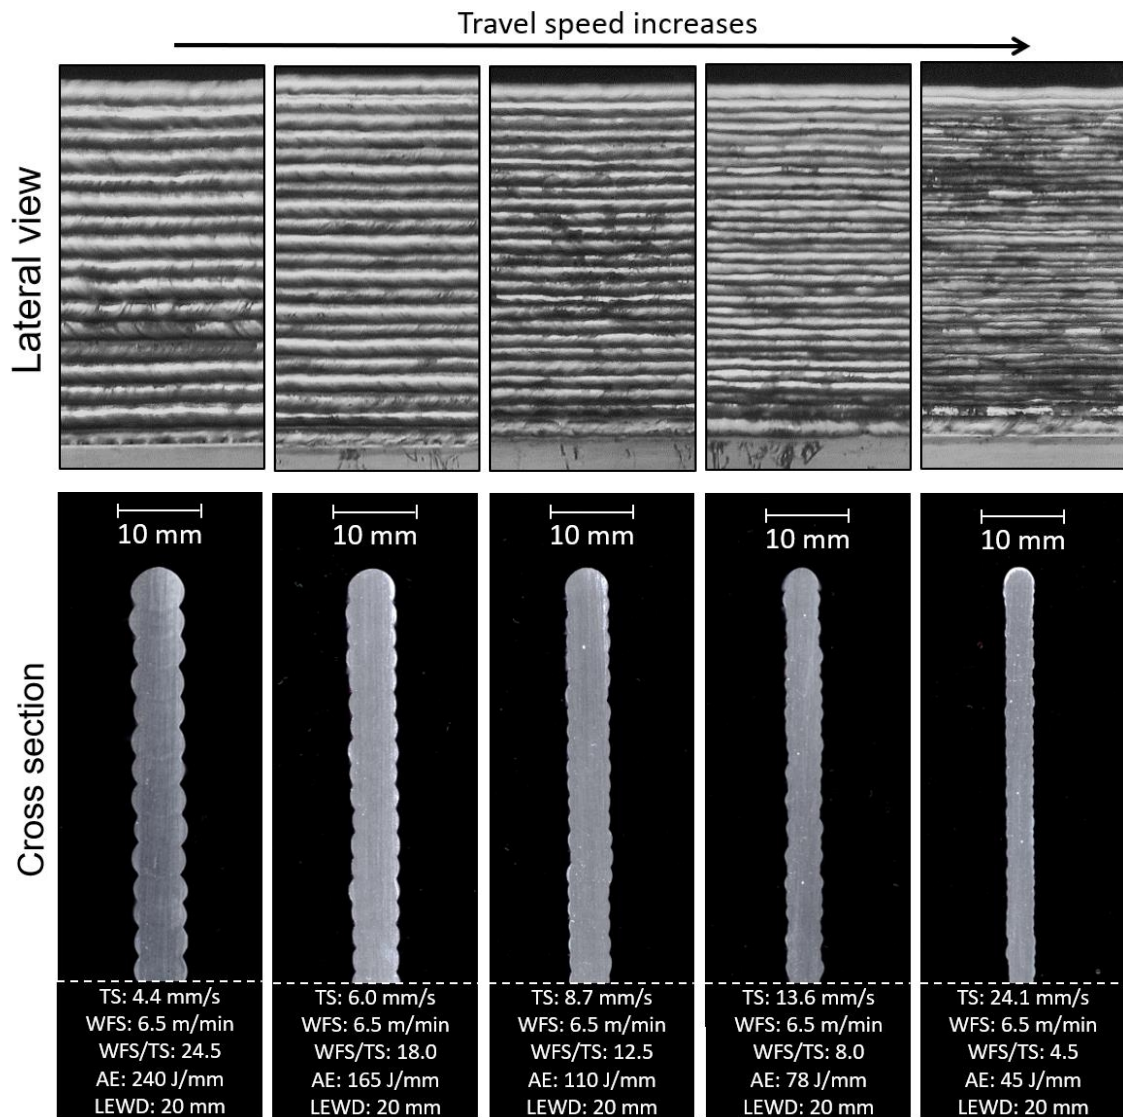 Travel speed increases
Lateral view
Cross section
10 mm
10 mm
10 mm
10 mm
10 mm
TS: 4.4 mm/s
WFS: 6.5 m/min
WFS/TS: 24.5
AE: 240 J/mm
LEWD: 20 mm
TS: 6.0 mm/s
WFS: 6.5 m/min
WFS/TS: 18.0
AE: 165 J/mm
LEWD: 20 mm
TS: 8.7 mm/s
WFS: 6.5 m/min
WFS/TS: 12.5
AE: 110 J/mm
LEWD: 20 mm
TS: 13.6 mm/s
WFS: 6.5 m/min
WFS/TS: 8.0
AE: 78 J/mm
LEWD: 20 mm
TS: 24.1 mm/s
WFS: 6.5 m/min
WFS/TS: 4.5
AE: 45 J/mm
LEWD: 20 mm